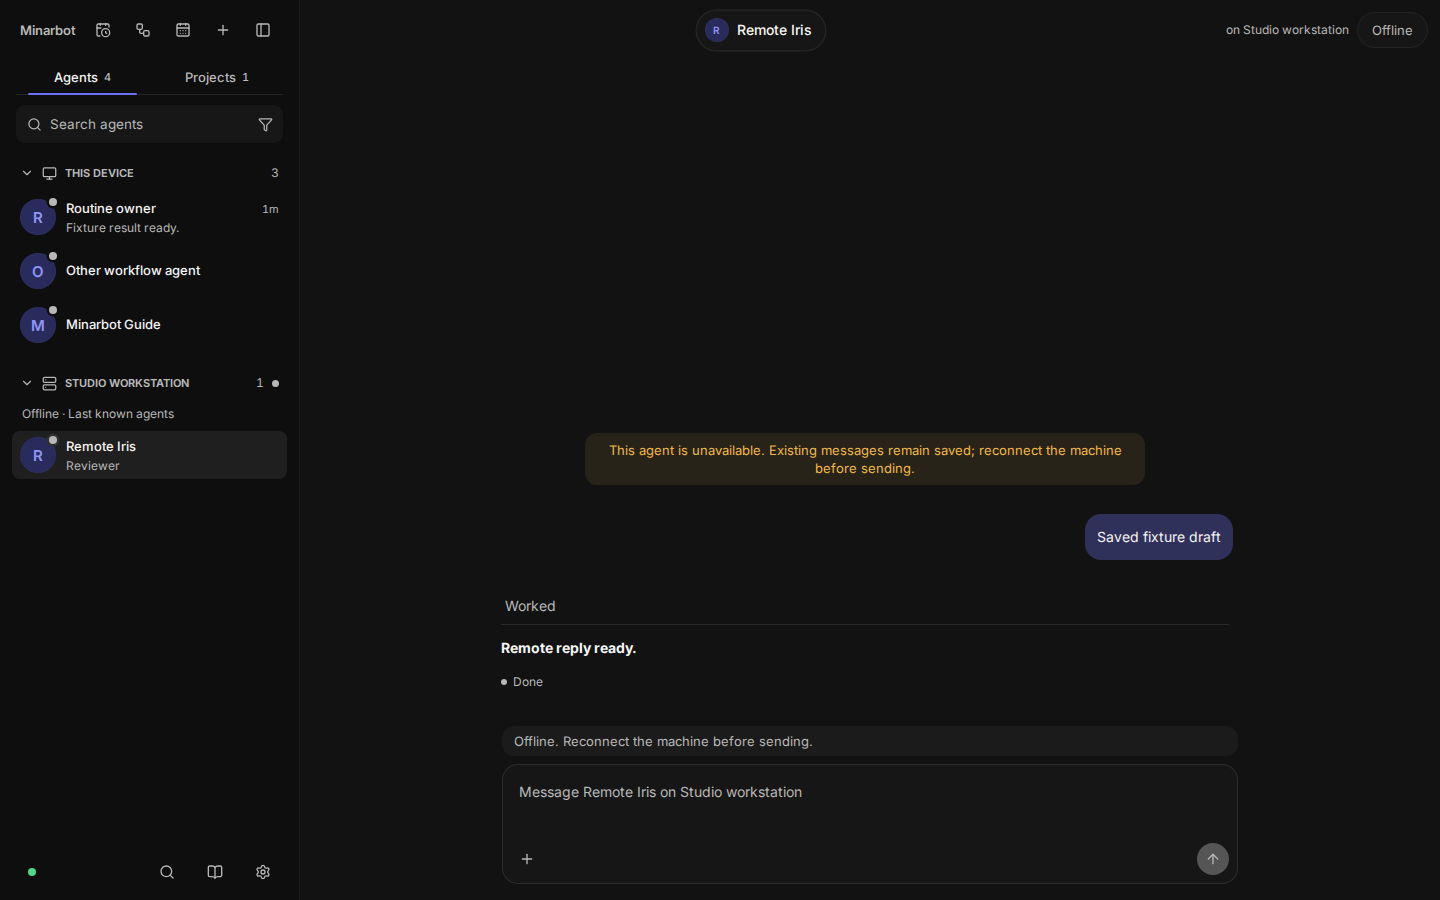 Minarbot
R Remote Iris
on Studio workstation Offline
Agents 4 Projects 1
Search agents
THIS DEVICE 3
R Routine owner 1m
Fixture result ready.
O Other workflow agent
M Minarbot Guide
STUDIO WORKSTATION 1
Offline · Last known agents
R Remote Iris
Reviewer
This agent is unavailable. Existing messages remain saved; reconnect the machine
before sending.
Saved fixture draft
Worked
Remote reply ready.
Done
Offline. Reconnect the machine before sending.
Message Remote Iris on Studio workstation